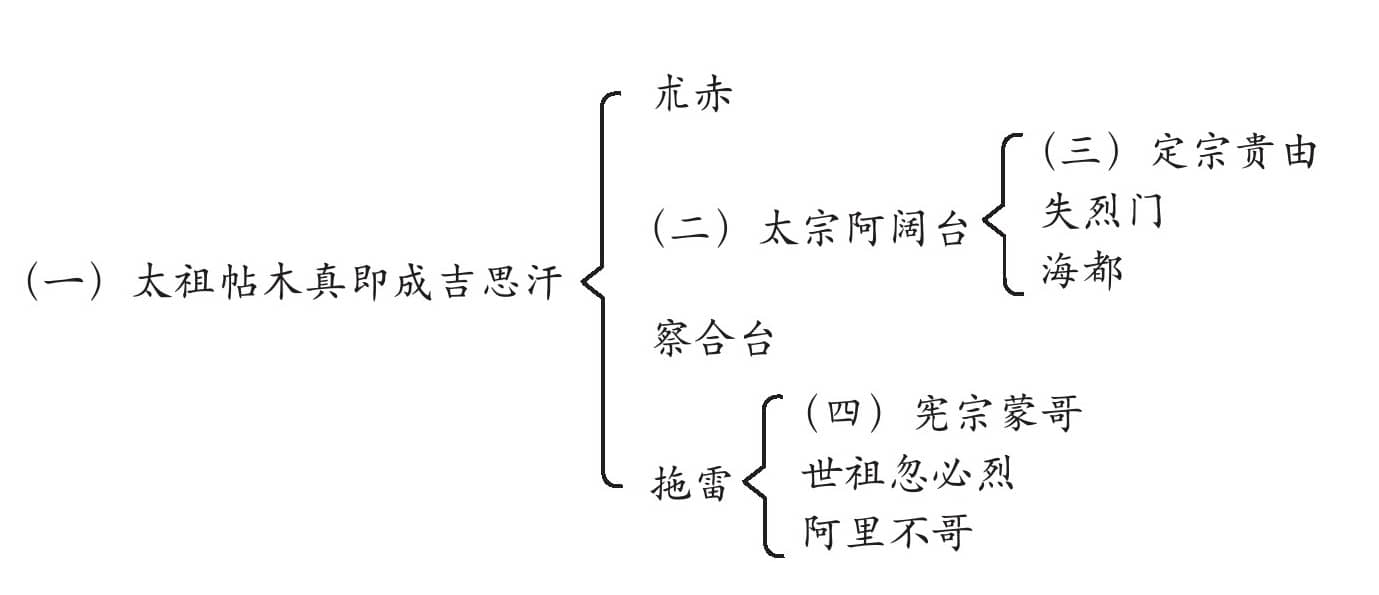 （一）太祖帖木真即成吉思汗
朮赤
（二）太宗阿阔台
（三）定宗贵由
失烈门
海都
察合台
拖雷
（四）宪宗蒙哥
世祖忽必烈
阿里不哥